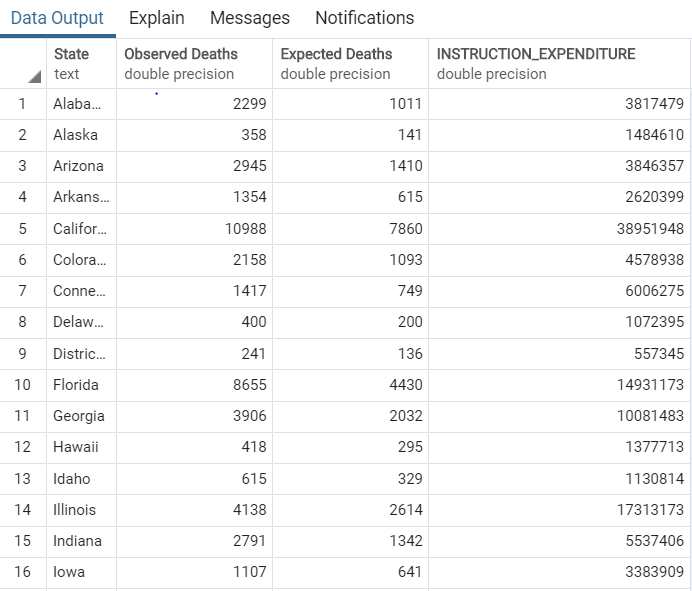 Data Output Explain Messages Notifications
State Observed Deaths Expected Deaths INSTRUCTION_EXPENDITURE
text double precision double precision double precision
1 Alaba... 2299 1011 3817479
2 Alaska 358 141 1484610
3 Arizona 2945 1410 3846357
4 Arkans... 1354 615 2620399
5 Califor... 10988 7860 38951948
6 Colora... 2158 1093 4578938
7 Conne... 1417 749 6006275
8 Delaw... 400 200 1072395
9 Distric... 241 136 557345
10 Florida 8655 4430 14931173
11 Georgia 3906 2032 10081483
12 Hawaii 418 295 1377713
13 Idaho 615 329 1130814
14 Illinois 4138 2614 17313173
15 Indiana 2791 1342 5537406
16 Iowa 1107 641 3383909